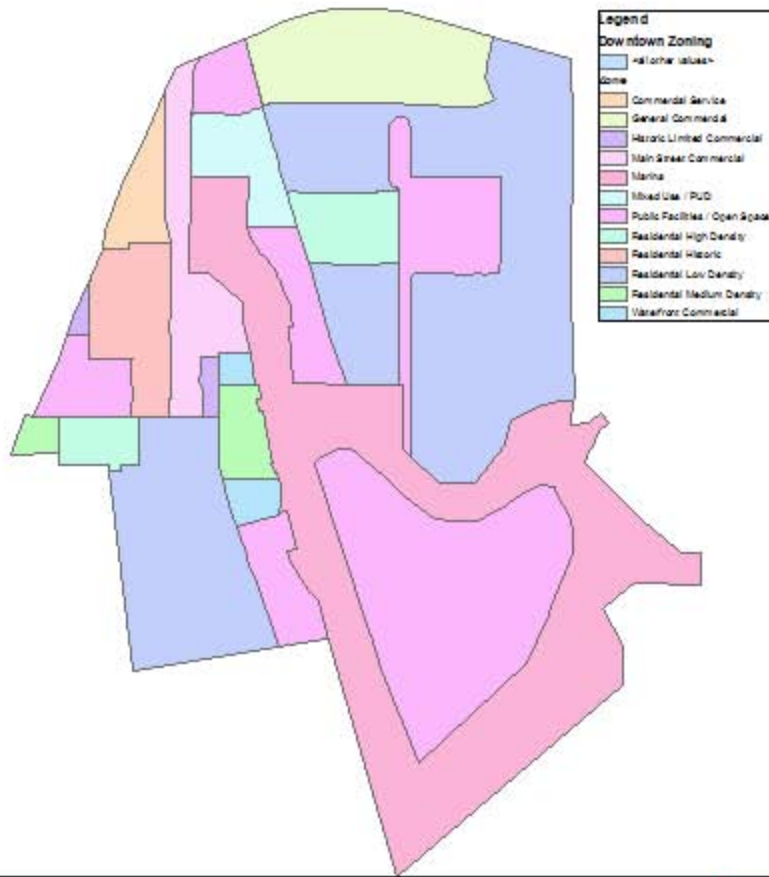 Legend
Downtown Zoning
<all other values>
Zone
Commercial Service
General Commercial
Historic Limited Commercial
Main Street Commercial
Marina
Mixed Use / PUD
Public Facilities / Open Space
Residential High Density
Residential Historic
Residential Low Density
Residential Medium Density
Waterfront Commercial